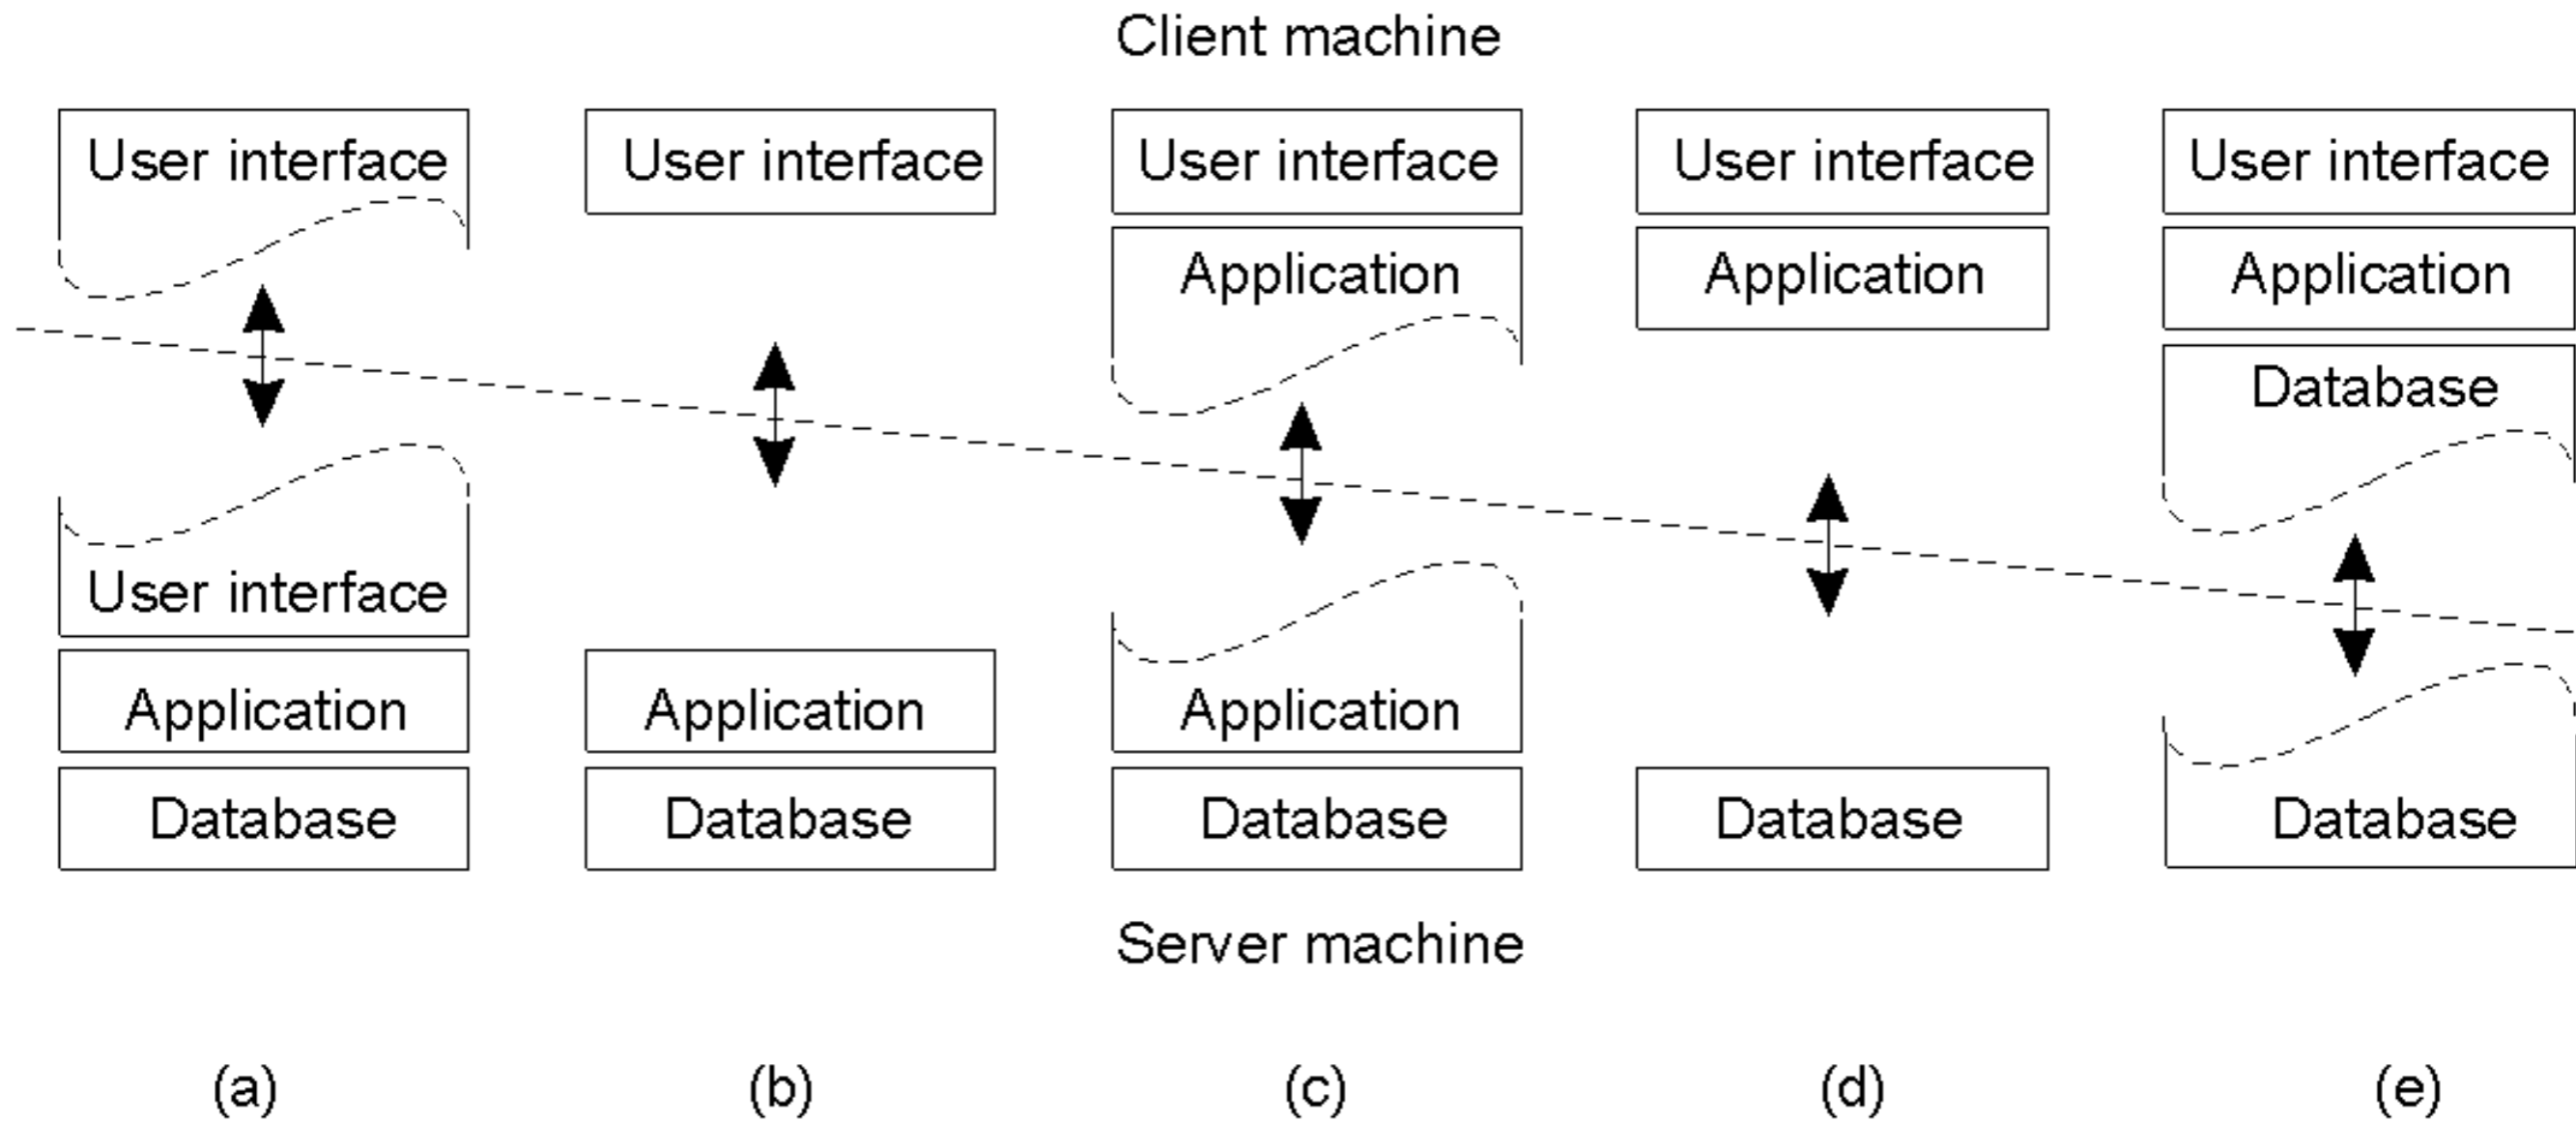 Client machine
User interface User interface User interface User interface User interface
Application Application Application
Database
User interface
Application Application Application
Database Database Database Database Database
Server machine
(a) (b) (c) (d) (e)